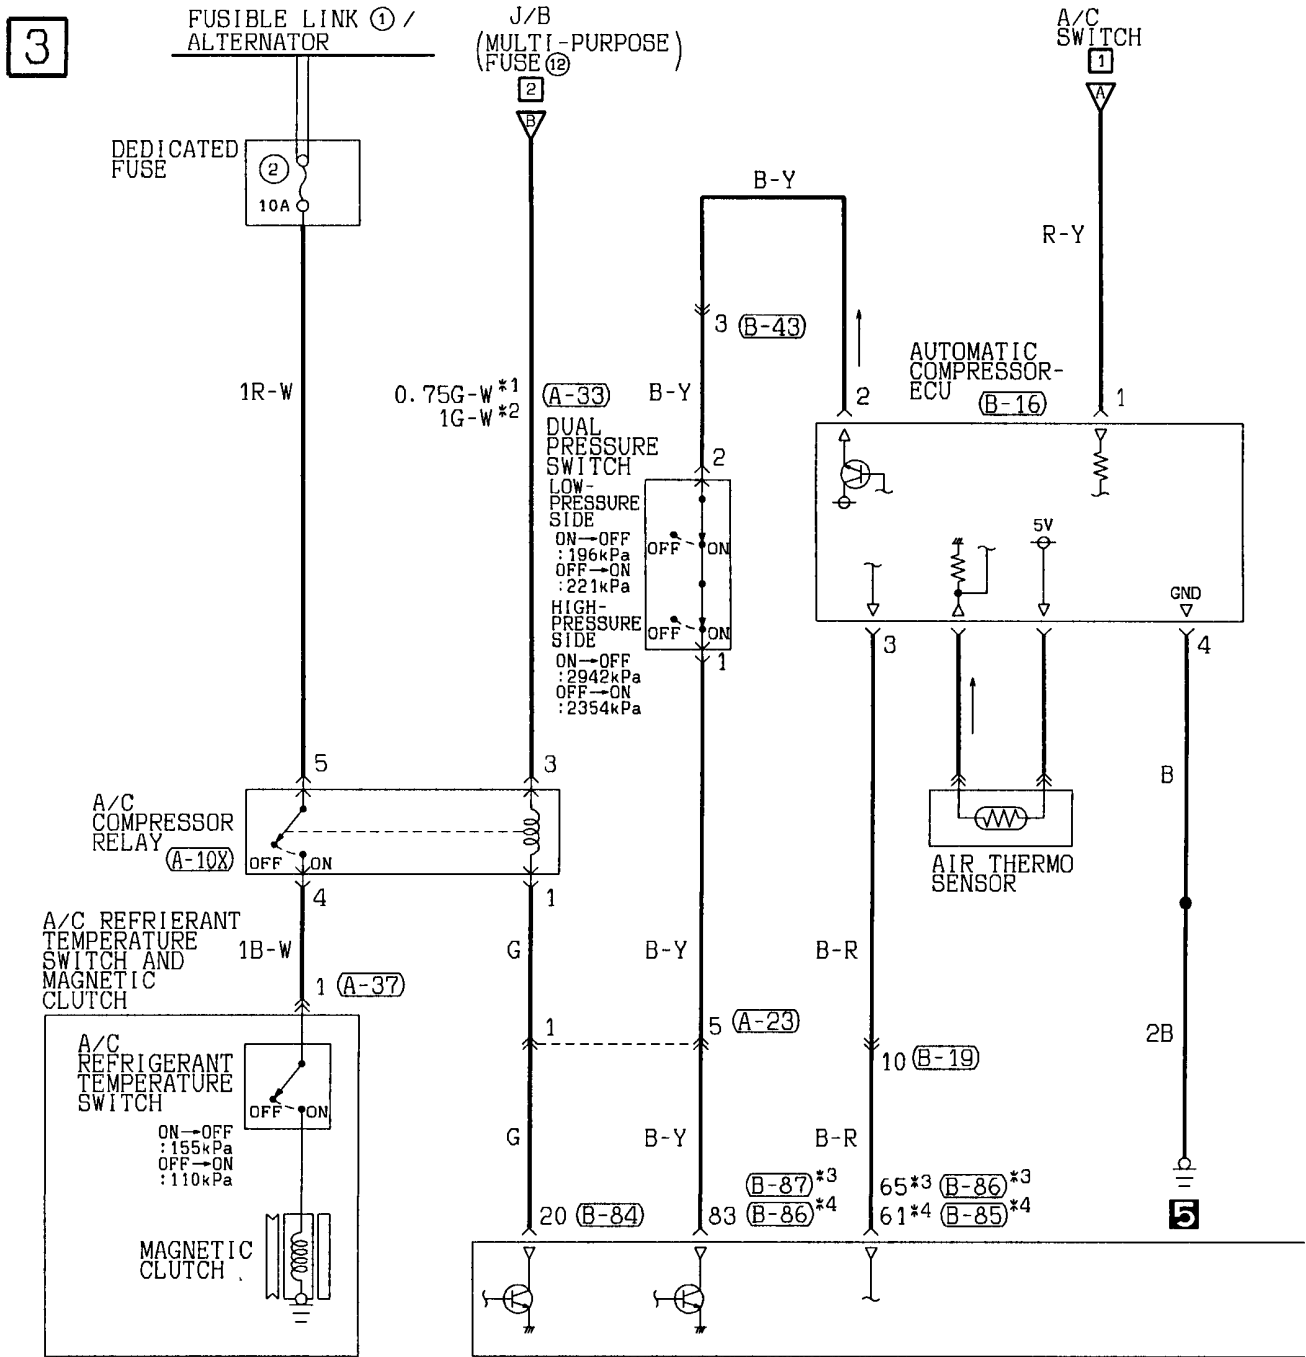 3
FUSIBLE LINK ① /
ALTERNATOR
J/B
(MULTI-PURPOSE)
(FUSE ⑫)
2
B
A/C
SWITCH
1
A
DEDICATED
FUSE
②
10A
B-Y
R-Y
3 (B-43)
1R-W
0.75G-W*1
1G-W*2
(A-33)
B-Y
DUAL
PRESSURE
SWITCH
LOW-
PRESSURE
SIDE
ON→OFF
:196kPa
OFF→ON
:221kPa
HIGH-
PRESSURE
SIDE
ON→OFF
:2942kPa
OFF→ON
:2354kPa
2
OFF ON
OFF ON
1
AUTOMATIC
COMPRESSOR-
ECU
(B-16)
2
1
5V
GND
3
4
5
3
A/C
COMPRESSOR
RELAY
(A-10X)
OFF ON
4
1
AIR THERMO
SENSOR
B
A/C REFRIERANT
TEMPERATURE
SWITCH AND
MAGNETIC
CLUTCH
1B-W
1 (A-37)
G
B-Y
B-R
1
5 (A-23)
10 (B-19)
2B
A/C
REFRIGERANT
TEMPERATURE
SWITCH
OFF ON
ON→OFF
:155kPa
OFF→ON
:110kPa
G
B-Y
B-R
MAGNETIC
CLUTCH
20 (B-84)
83
(B-87)*3
(B-86)*4
65*3 (B-86)*3
61*4 (B-85)*4
5